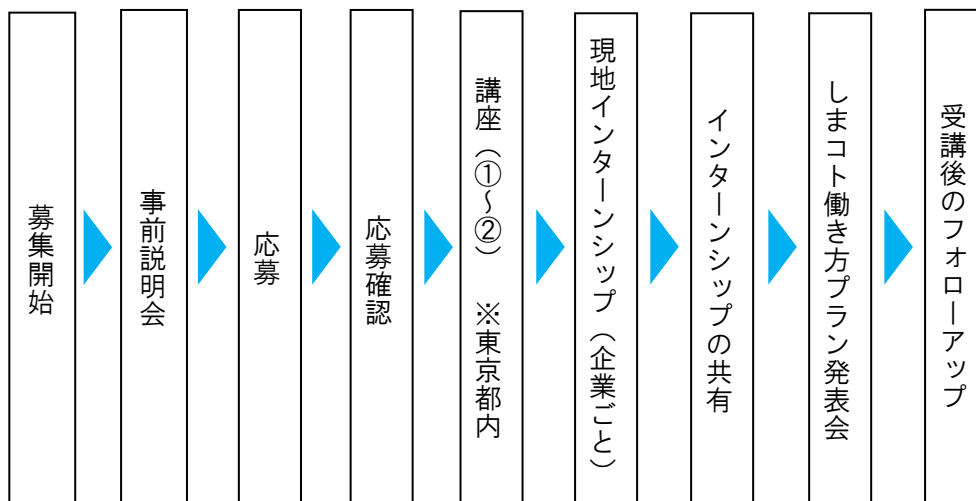 募集開始
事前説明会
応募
応募確認
講座（①～②）　※東京都内
現地インターンシップ（企業ごと）
インターンシップの共有
しまコト働き方プラン発表会
受講後のフォローアップ